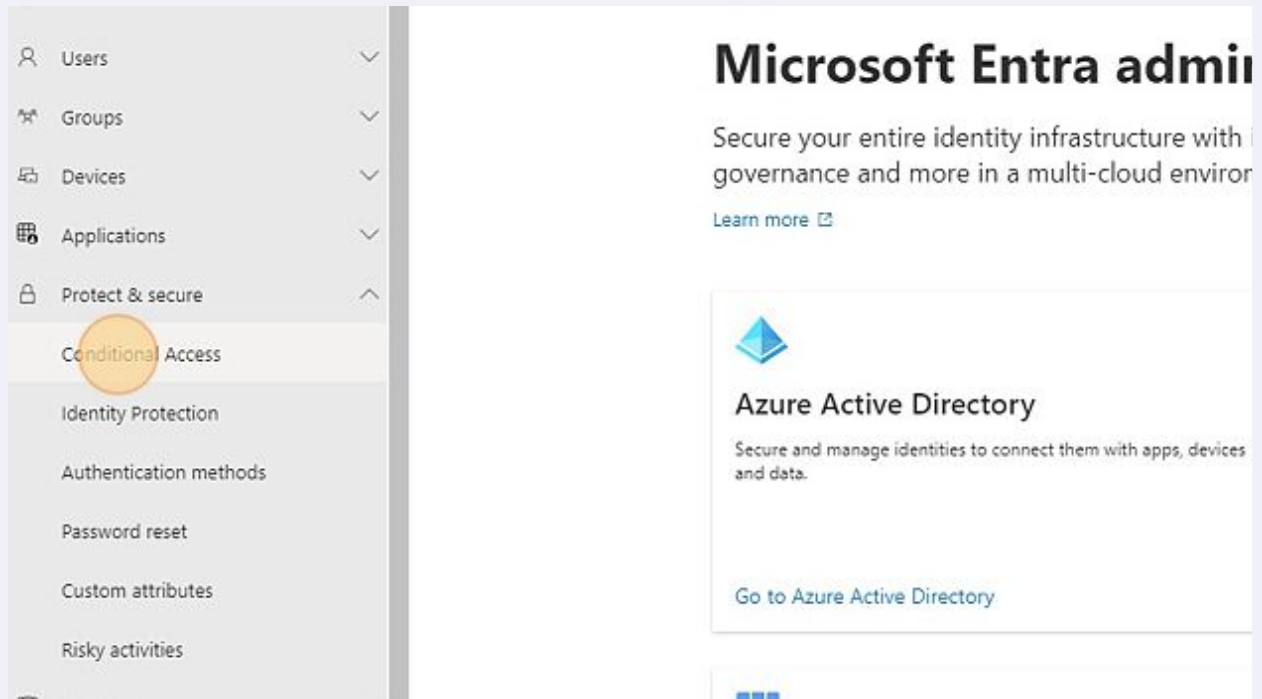 Users
Groups
Devices
Applications
Protect & secure
Conditional Access
Identity Protection
Authentication methods
Password reset
Custom attributes
Risky activities
Microsoft Entra
Secure your entire identity infrastructure with
governance and more in a multi-cloud
Learn more
Azure Active Directory
Secure and manage identities to connect them with apps, devices
and data.
Go to Azure Active Directory